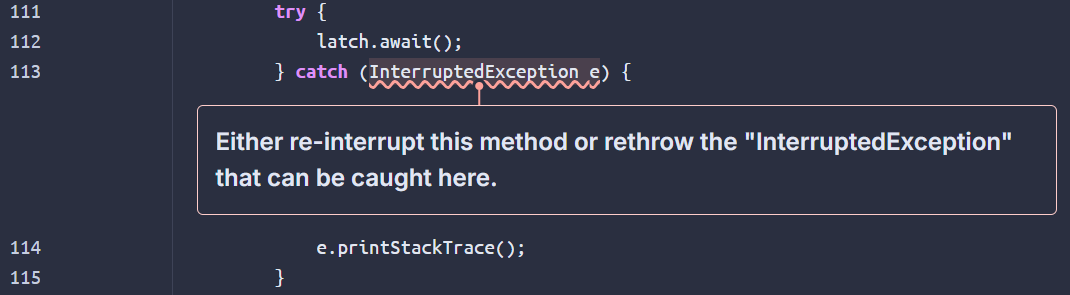 111 try {
112 latch.await();
113 } catch (InterruptedException e) {
Either re-interrupt this method or rethrow the "InterruptedException"
that can be caught here.
114 e.printStackTrace();
115 }